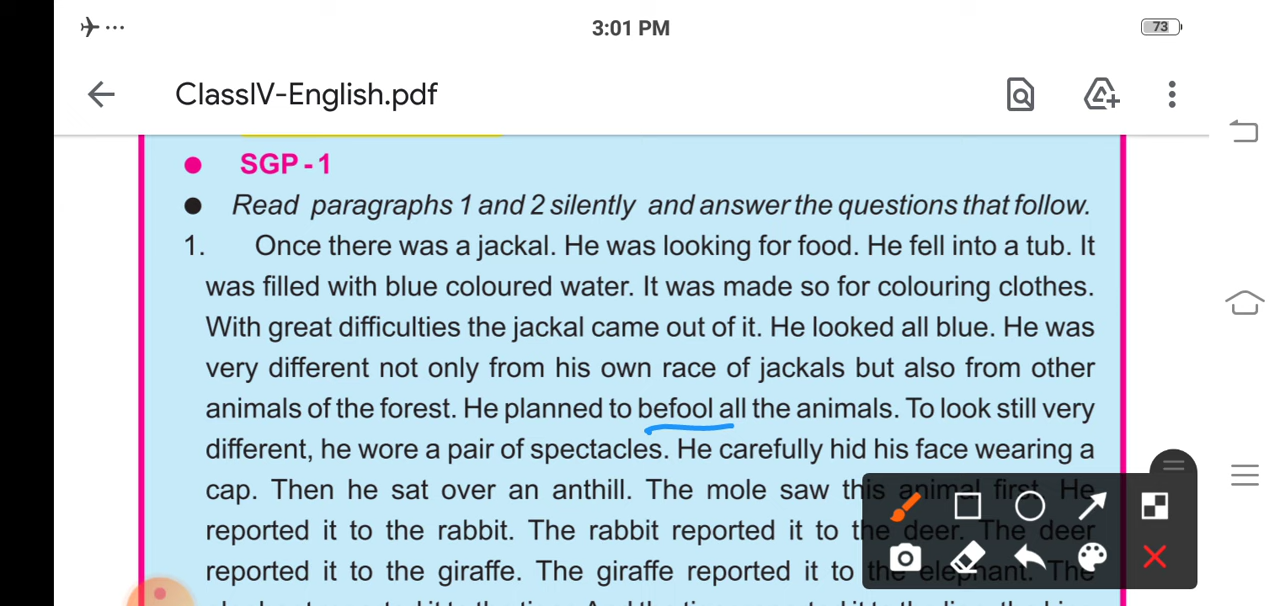 3:01 PM
73
ClassIV-English.pdf
SGP - 1
Read paragraphs 1 and 2 silently and answer the questions that follow.
1. Once there was a jackal. He was looking for food. He fell into a tub. It
was filled with blue coloured water. It was made so for colouring clothes.
With great difficulties the jackal came out of it. He looked all blue. He was
very different not only from his own race of jackals but also from other
animals of the forest. He planned to befool all the animals. To look still very
different, he wore a pair of spectacles. He carefully hid his face wearing a
cap. Then he sat over an anthill. The mole saw this animal first. He
reported it to the rabbit. The rabbit reported it to the deer. The deer
reported it to the giraffe. The giraffe reported it to the elephant. The